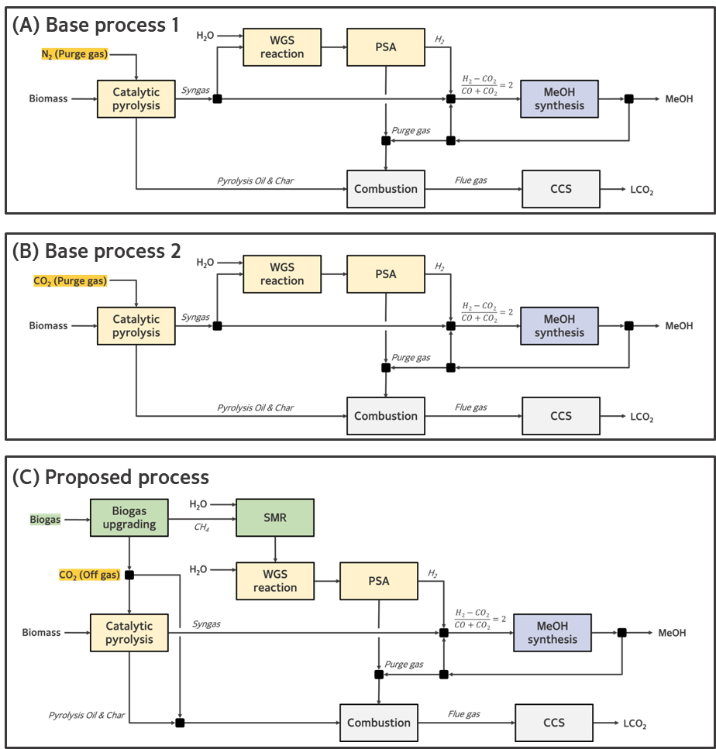 (A) Base process 1
N₂ (Purge gas)
Biomass
Catalytic
pyrolysis
Syngas
H₂O
WGS
reaction
PSA
H₂
H₂ − CO₂
CO + CO₂
= 2
MeOH
synthesis
MeOH
Purge gas
Pyrolysis Oil & Char
Combustion
Flue gas
CCS
LCO₂
(B) Base process 2
CO₂ (Purge gas)
Biomass
Catalytic
pyrolysis
Syngas
H₂O
WGS
reaction
PSA
H₂
H₂ − CO₂
CO + CO₂
= 2
MeOH
synthesis
MeOH
Purge gas
Pyrolysis Oil & Char
Combustion
Flue gas
CCS
LCO₂
(C) Proposed process
Biogas
Biogas
upgrading
H₂O
CH₄
SMR
CO₂ (Off gas)
H₂O
WGS
reaction
PSA
H₂
Biomass
Catalytic
pyrolysis
Syngas
H₂ − CO₂
CO + CO₂
= 2
MeOH
synthesis
MeOH
Purge gas
Pyrolysis Oil & Char
Combustion
Flue gas
CCS
LCO₂